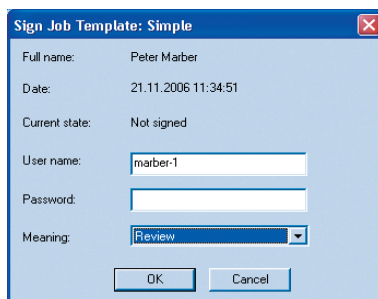 Sign Job Template: Simple
Full name: Peter Marber
Date: 21.11.2006 11:34:51
Current state: Not signed
User name: marber-1
Password:
Meaning: Review
OK Cancel